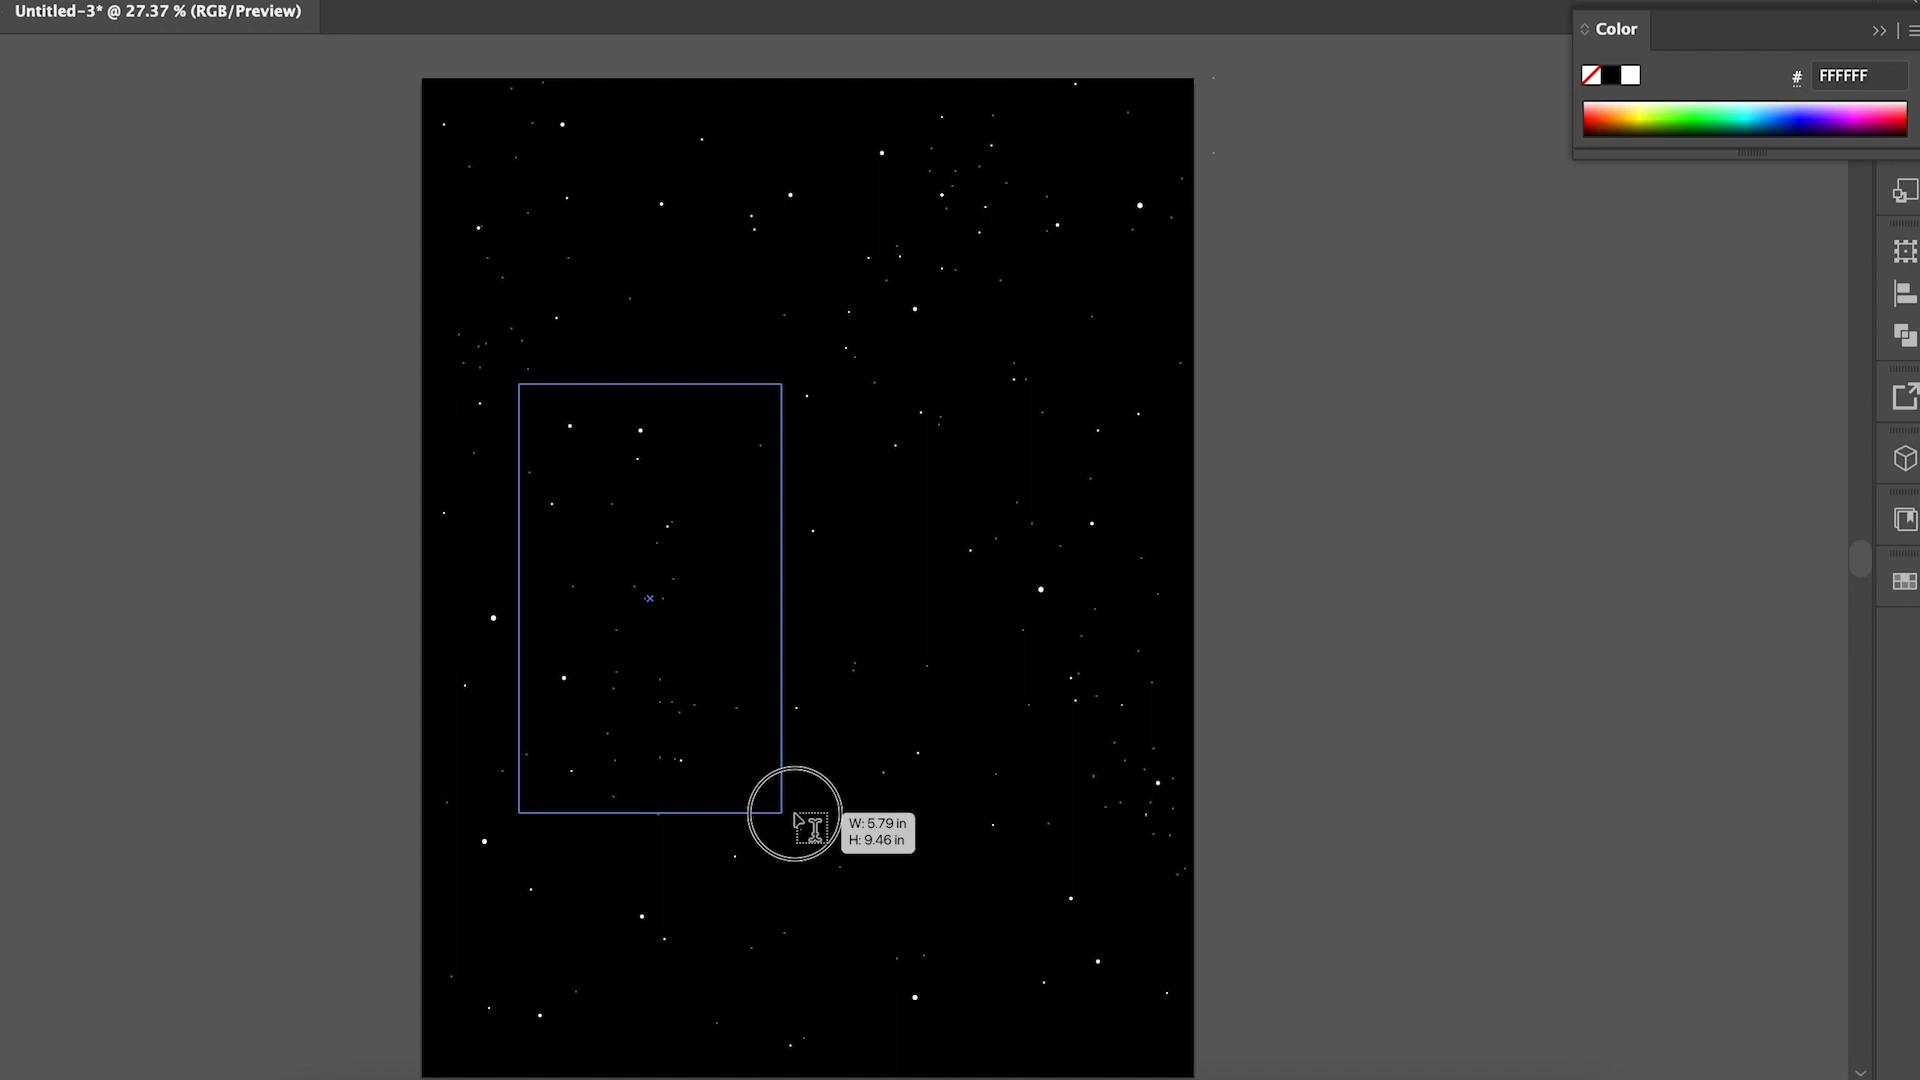 Untitled-3* @ 27.37 % (RGB/Preview)
Color
# FFFFFF
W: 5.79 in
H: 9.46 in